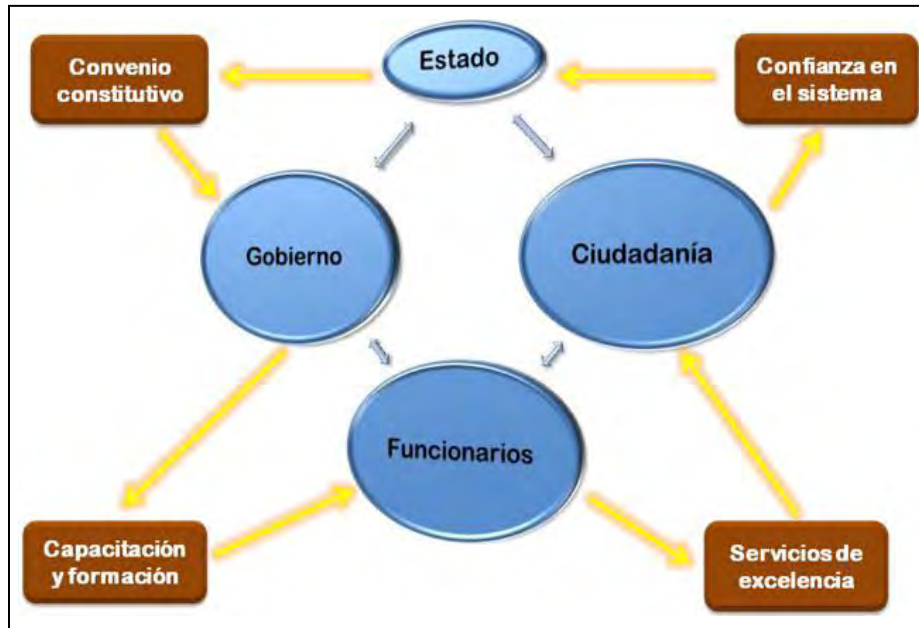 Estado
Convenio
constitutivo
Confianza en
el sistema
Gobierno
Ciudadanía
Funcionarios
Capacitación
y formación
Servicios de
excelencia